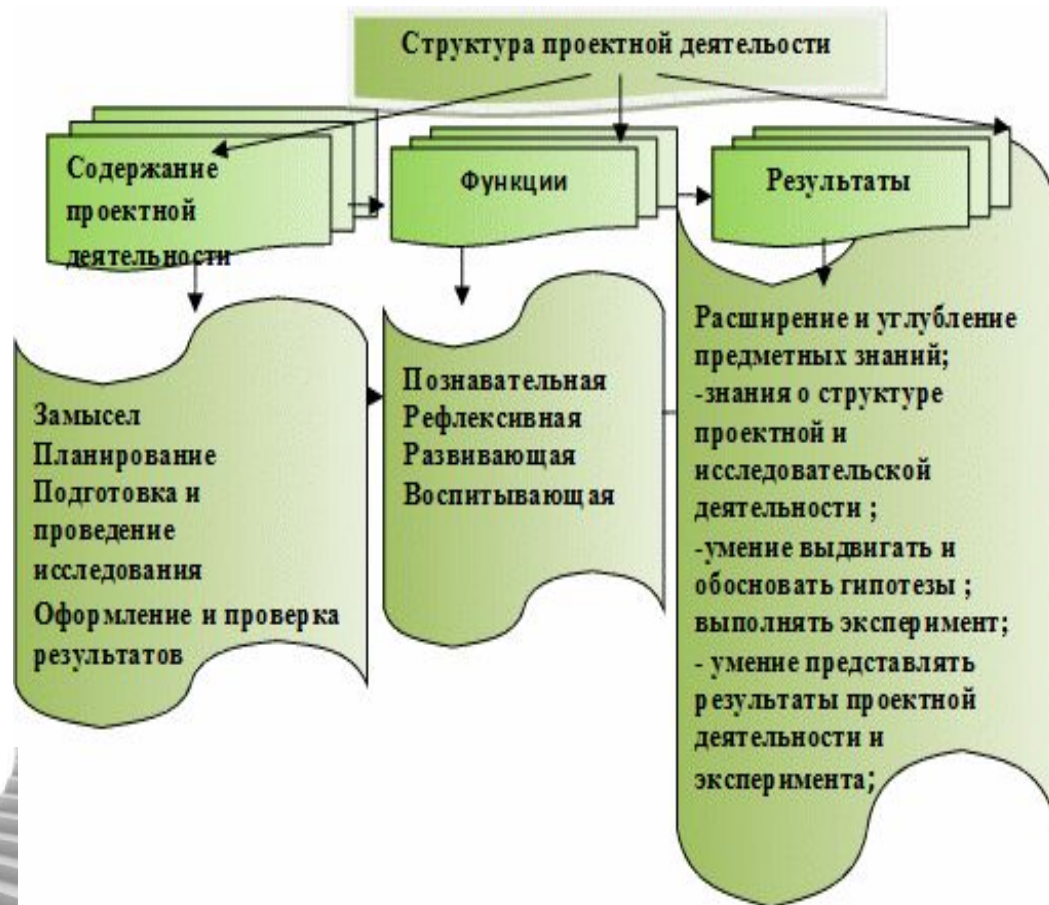 Структура проектной деятельости
Содержание
проектной
деятельности
Функции
Результаты
Замысел
Планирование
Подготовка и
проведение
исследования
Оформление и проверка
результатов
Познавательная
Рефлексивная
Развивающая
Воспитывающая
Расширение и углубление
предметных знаний;
-знания о структуре
проектной и
исследовательской
деятельности ;
-умение выдвигать и
обосновать гипотезы ;
выполнять эксперимент;
- умение представлять
результаты проектной
деятельности и
эксперимента;